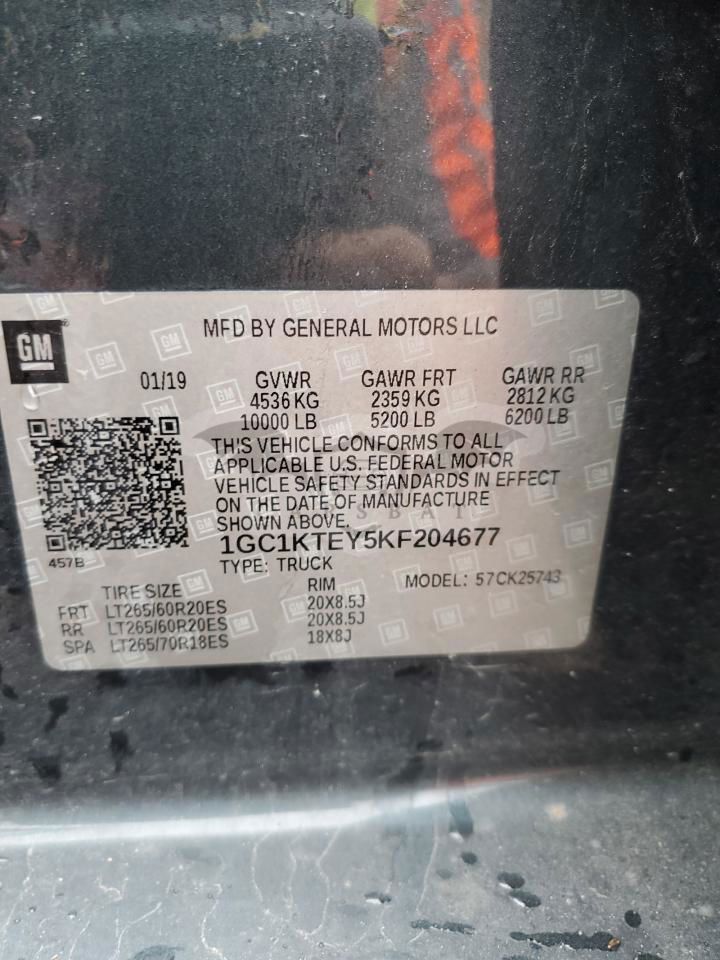 GM
MFD BY GENERAL MOTORS LLC
01/19 GVWR GAWR FRT GAWR RR
4536 KG 2359 KG 2812 KG
10000 LB 5200 LB 6200 LB
THIS VEHICLE CONFORMS TO ALL
APPLICABLE U.S. FEDERAL MOTOR
VEHICLE SAFETY STANDARDS IN EFFECT
ON THE DATE OF MANUFACTURE
SHOWN ABOVE.
1GC1KTEY5KF204677
457B TYPE: TRUCK MODEL: 57CK25743
TIRE SIZE RIM
FRT LT265/60R20ES 20X8.5J
RR LT265/60R20ES 20X8.5J
SPA LT265/70R18ES 18X8J